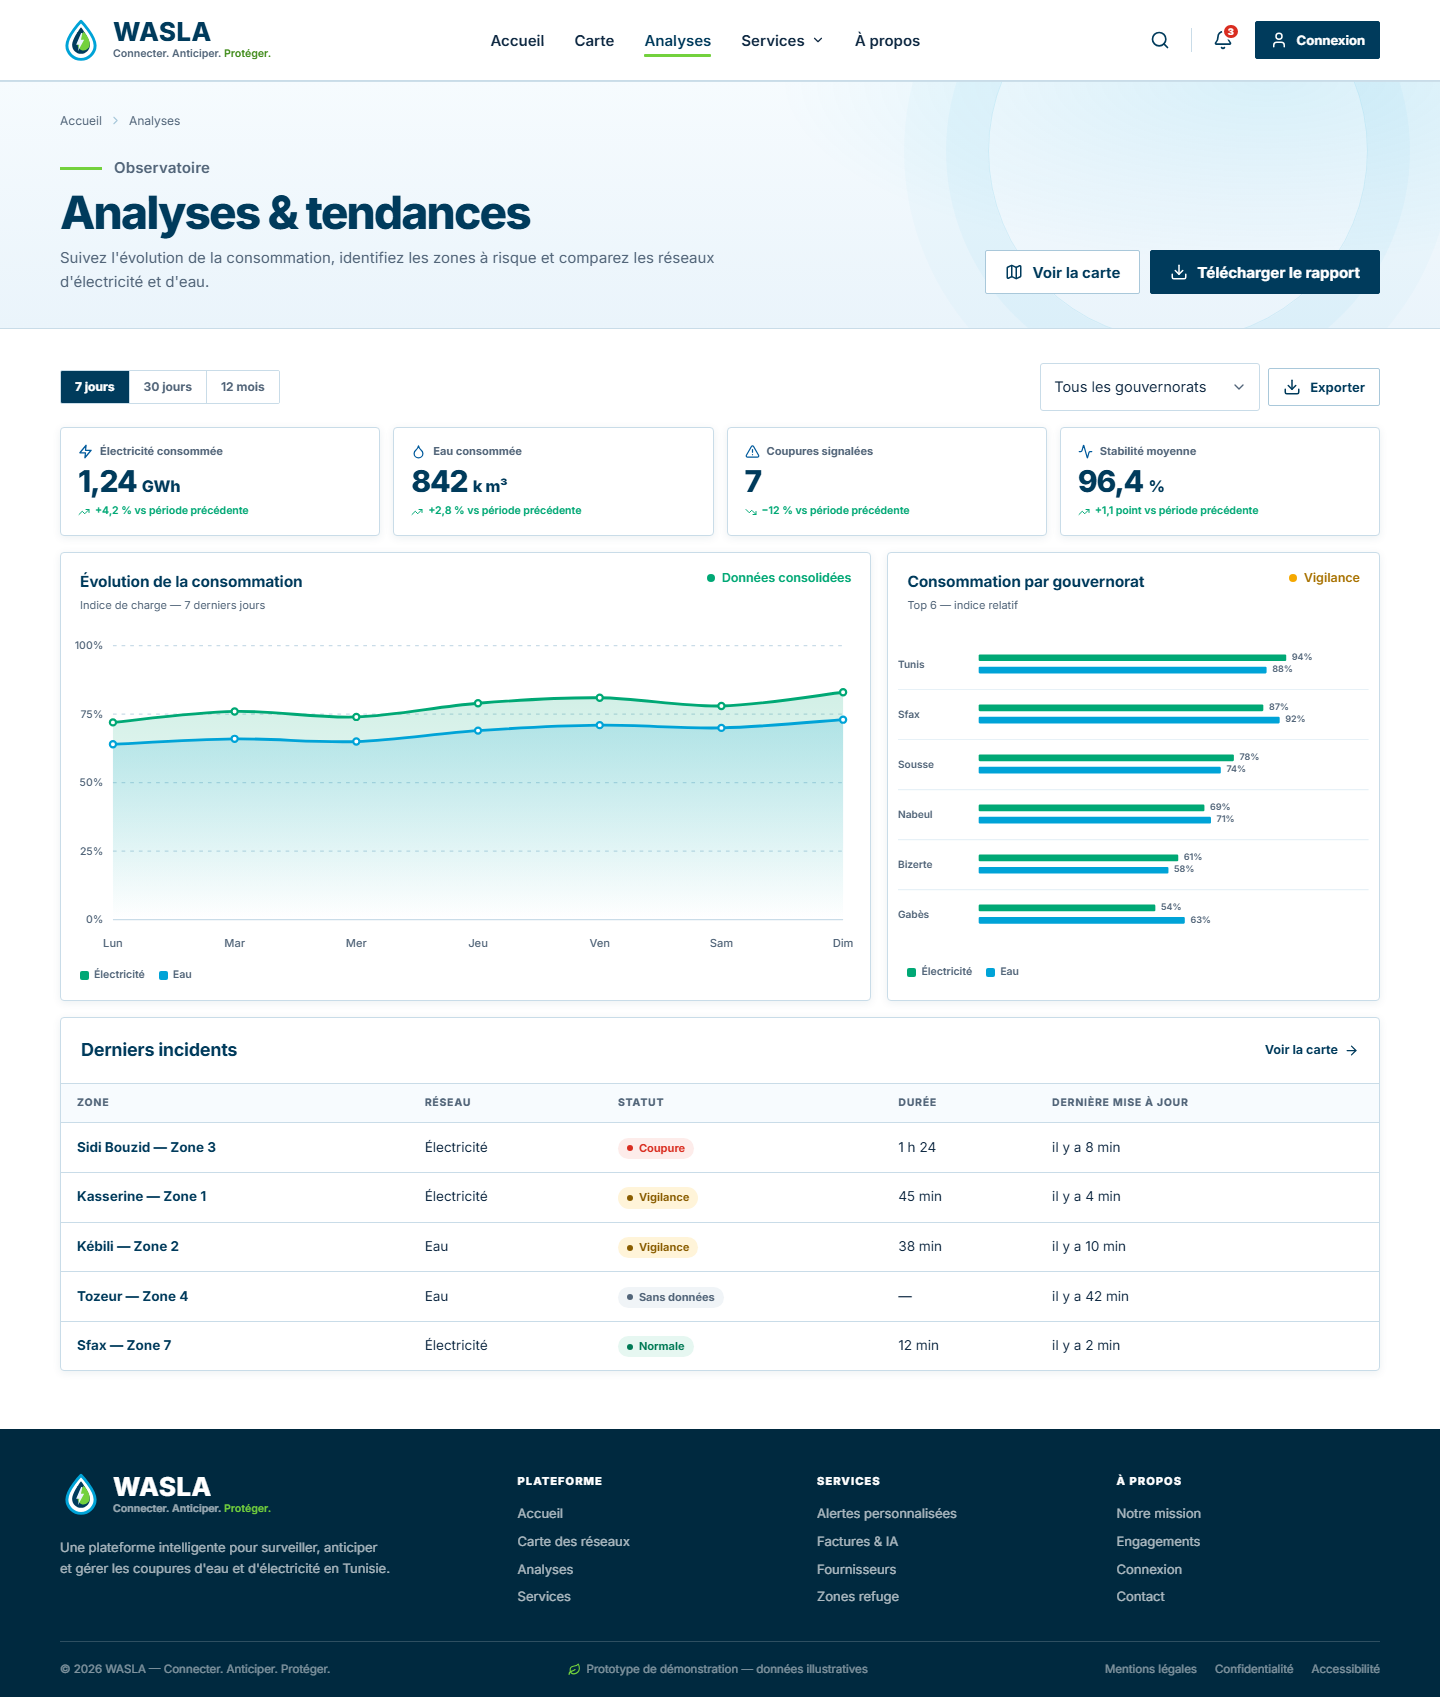 WASLA
Connecter. Anticiper. Protéger.
Accueil
Carte
Analyses
Services
À propos
3
Connexion
Accueil
Analyses
Observatoire
Analyses & tendances
Suivez l'évolution de la consommation, identifiez les zones à risque et comparez les réseaux
d'électricité et d'eau.
Voir la carte
Télécharger le rapport
7 jours
30 jours
12 mois
Tous les gouvernorats
Exporter
Électricité consommée
1,24 GWh
+4,2 % vs période précédente
Eau consommée
842 k m³
+2,8 % vs période précédente
Coupures signalées
7
−12 % vs période précédente
Stabilité moyenne
96,4 %
+1,1 point vs période précédente
Évolution de la consommation
Données consolidées
Indice de charge — 7 derniers jours
100%
75%
50%
25%
0%
Lun
Mar
Mer
Jeu
Ven
Sam
Dim
Électricité
Eau
Consommation par gouvernorat
Vigilance
Top 6 — indice relatif
Tunis
94%
88%
Sfax
87%
92%
Sousse
78%
74%
Nabeul
69%
71%
Bizerte
61%
58%
Gabès
54%
63%
Électricité
Eau
Derniers incidents
Voir la carte
ZONE RÉSEAU STATUT DURÉE DERNIÈRE MISE À JOUR
Sidi Bouzid — Zone 3 Électricité Coupure 1 h 24 il y a 8 min
Kasserine — Zone 1 Électricité Vigilance 45 min il y a 4 min
Kébili — Zone 2 Eau Vigilance 38 min il y a 10 min
Tozeur — Zone 4 Eau Sans données — il y a 42 min
Sfax — Zone 7 Électricité Normale 12 min il y a 2 min
WASLA
Connecter. Anticiper. Protéger.
Une plateforme intelligente pour surveiller, anticiper
et gérer les coupures d'eau et d'électricité en Tunisie.
PLATEFORME
Accueil
Carte des réseaux
Analyses
Services
SERVICES
Alertes personnalisées
Factures & IA
Fournisseurs
Zones refuge
À PROPOS
Notre mission
Engagements
Connexion
Contact
© 2026 WASLA — Connecter. Anticiper. Protéger.
Prototype de démonstration — données illustratives
Mentions légales
Confidentialité
Accessibilité